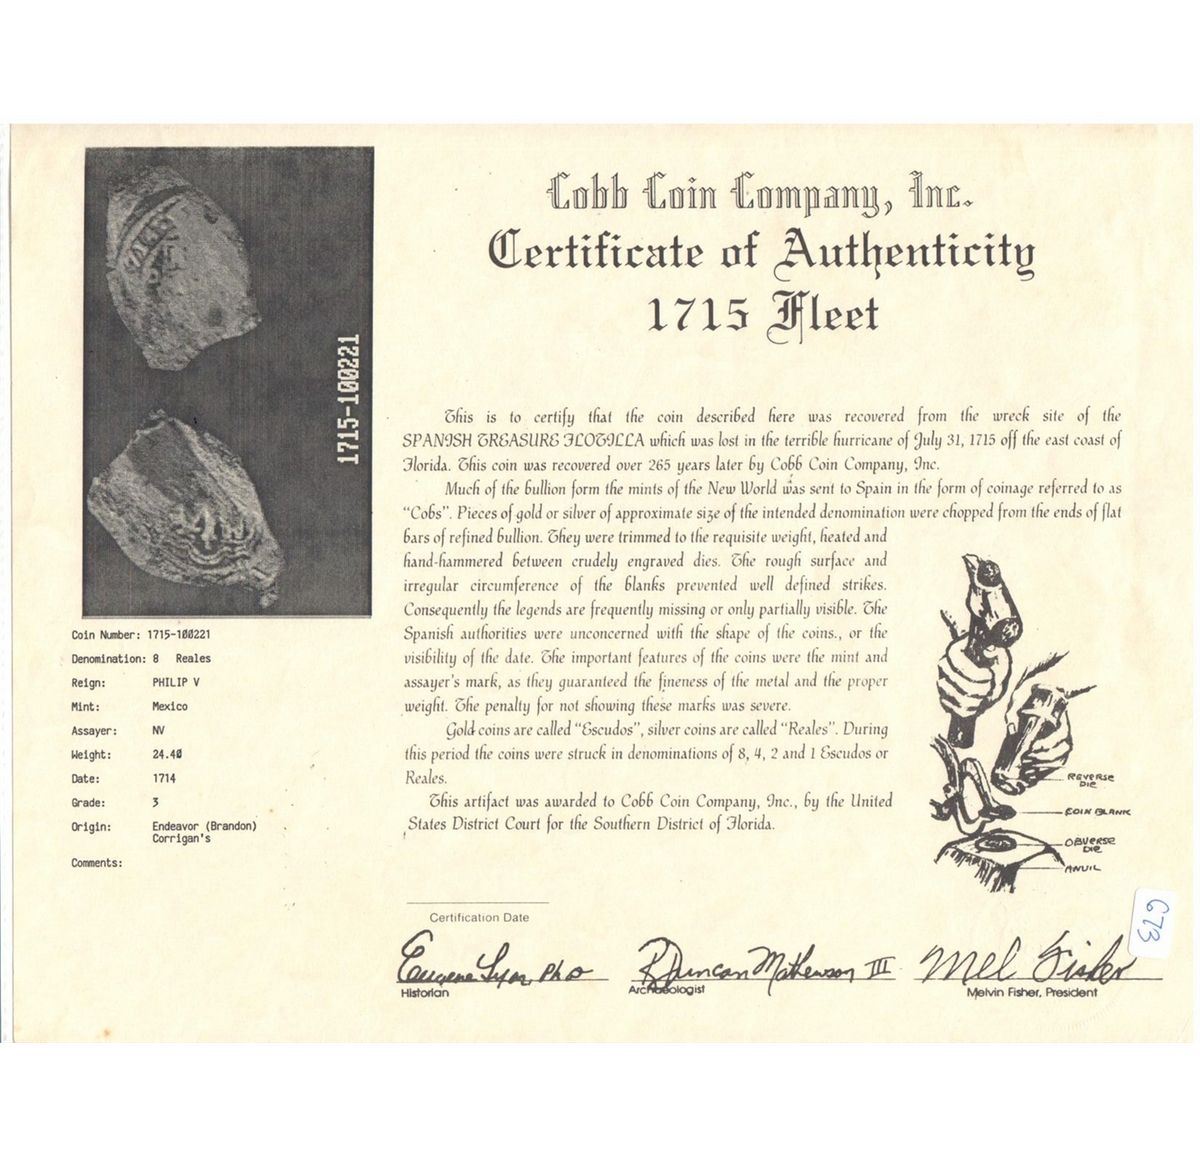 Cobb Coin Company, Inc.
Certificate of Authenticity
1715 Fleet
1715-100221
Coin Number: 1715-100221
Denomination: 8 Reales
Reign: PHILIP V
Mint: Mexico
Assayer: NV
Weight: 24.40
Date: 1714
Grade: 3
Origin: Endeavor (Brandon)
Corrigan's
Comments:
This is to certify that the coin described here was recovered from the wreck site of the
SPANISH TREASURE FLOTILLA which was lost in the terrible hurricane of July 31, 1715 off the east coast of
Florida. This coin was recovered over 265 years later by Cobb Coin Company, Inc.
Much of the bullion form the mints of the New World was sent to Spain in the form of coinage referred to as
"Cobs". Pieces of gold or silver of approximate size of the intended denomination were chopped from the ends of flat
bars of refined bullion. They were trimmed to the requisite weight, heated and
hand-hammered between crudely engraved dies. The rough surface and
irregular circumference of the blanks prevented well defined strikes.
Consequently the legends are frequently missing or only partially visible. The
Spanish authorities were unconcerned with the shape of the coins., or the
visibility of the date. The important features of the coins were the mint and
assayer's mark, as they guaranteed the fineness of the metal and the proper
weight. The penalty for not showing these marks was severe.
Gold coins are called "Escudos", silver coins are called "Reales". During
this period the coins were struck in denominations of 8, 4, 2 and 1 Escudos or
Reales.
This artifact was awarded to Cobb Coin Company, Inc., by the United
States District Court for the Southern District of Florida.
REVERSE
DIE
COIN BLANK
OBVERSE
DIE
ANVIL
673
Certification Date
Eugene Lyon, PhD
Historian
R Duncan Mathewson III
Archaeologist
Mel Fisher
Melvin Fisher, President